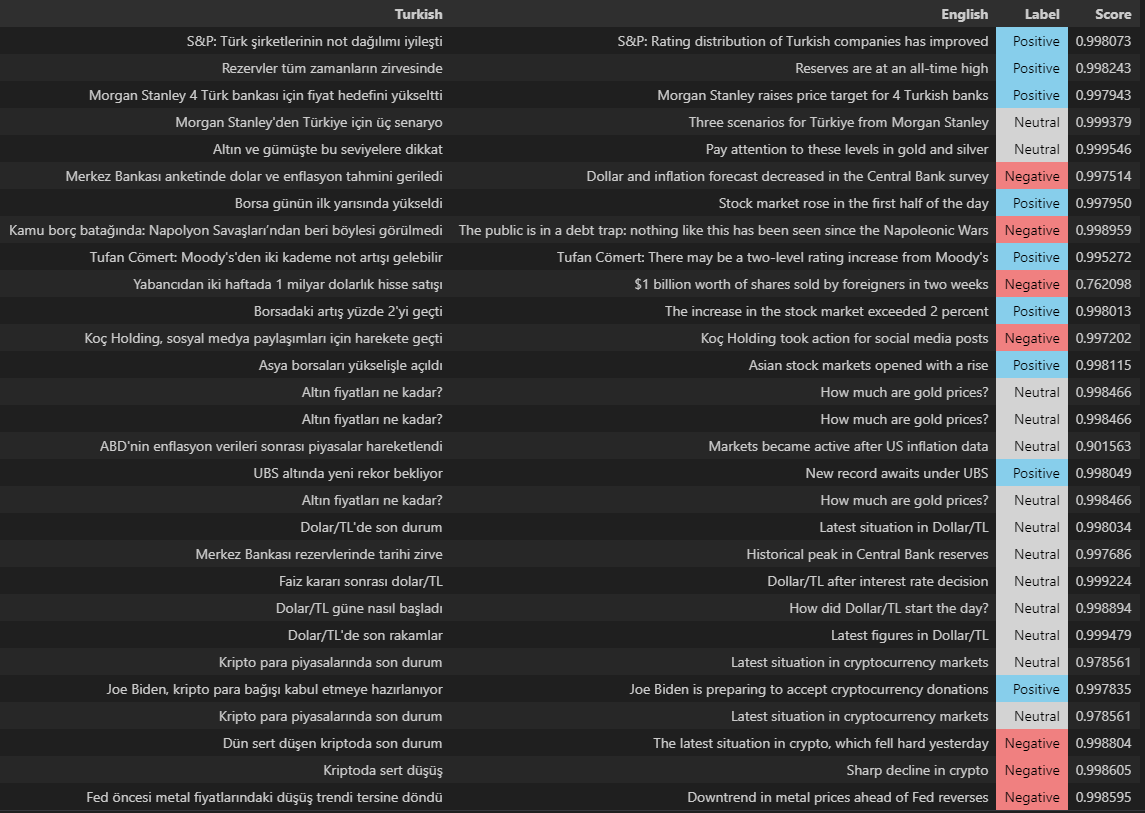 Turkish English Label Score
S&P: Türk şirketlerinin not dağılımı iyileşti S&P: Rating distribution of Turkish companies has improved Positive 0.998073
Rezervler tüm zamanların zirvesinde Reserves are at an all-time high Positive 0.998243
Morgan Stanley 4 Türk bankası için fiyat hedefini yükseltti Morgan Stanley raises price target for 4 Turkish banks Positive 0.997943
Morgan Stanley'den Türkiye için üç senaryo Three scenarios for Türkiye from Morgan Stanley Neutral 0.999379
Altın ve gümüşte bu seviyelere dikkat Pay attention to these levels in gold and silver Neutral 0.999546
Merkez Bankası anketinde dolar ve enflasyon tahmini geriledi Dollar and inflation forecast decreased in the Central Bank survey Negative 0.997514
Borsa günün ilk yarısında yükseldi Stock market rose in the first half of the day Positive 0.997950
Kamu borç batağında: Napolyon Savaşları’ndan beri böylesi görülmedi The public is in a debt trap: nothing like this has been seen since the Napoleonic Wars Negative 0.998959
Tufan Cömert: Moody's'den iki kademe not artışı gelebilir Tufan Cömert: There may be a two-level rating increase from Moody's Positive 0.995272
Yabancıdan iki haftada 1 milyar dolarlık hisse satışı $1 billion worth of shares sold by foreigners in two weeks Negative 0.762098
Borsadaki artış yüzde 2'yi geçti The increase in the stock market exceeded 2 percent Positive 0.998013
Koç Holding, sosyal medya paylaşımları için harekete geçti Koç Holding took action for social media posts Negative 0.997202
Asya borsaları yükselişle açıldı Asian stock markets opened with a rise Positive 0.998115
Altın fiyatları ne kadar? How much are gold prices? Neutral 0.998466
Altın fiyatları ne kadar? How much are gold prices? Neutral 0.998466
ABD'nin enflasyon verileri sonrası piyasalar hareketlendi Markets became active after US inflation data Neutral 0.901563
UBS altında yeni rekor bekliyor New record awaits under UBS Positive 0.998049
Altın fiyatları ne kadar? How much are gold prices? Neutral 0.998466
Dolar/TL'de son durum Latest situation in Dollar/TL Neutral 0.998034
Merkez Bankası rezervlerinde tarihi zirve Historical peak in Central Bank reserves Neutral 0.997686
Faiz kararı sonrası dolar/TL Dollar/TL after interest rate decision Neutral 0.999224
Dolar/TL güne nasıl başladı How did Dollar/TL start the day? Neutral 0.998894
Dolar/TL'de son rakamlar Latest figures in Dollar/TL Neutral 0.999479
Kripto para piyasalarında son durum Latest situation in cryptocurrency markets Neutral 0.978561
Joe Biden, kripto para bağışı kabul etmeye hazırlanıyor Joe Biden is preparing to accept cryptocurrency donations Positive 0.997835
Kripto para piyasalarında son durum Latest situation in cryptocurrency markets Neutral 0.978561
Dün sert düşen kriptoda son durum The latest situation in crypto, which fell hard yesterday Negative 0.998804
Kriptoda sert düşüş Sharp decline in crypto Negative 0.998605
Fed öncesi metal fiyatlarındaki düşüş trendi tersine döndü Downtrend in metal prices ahead of Fed reverses Negative 0.998595